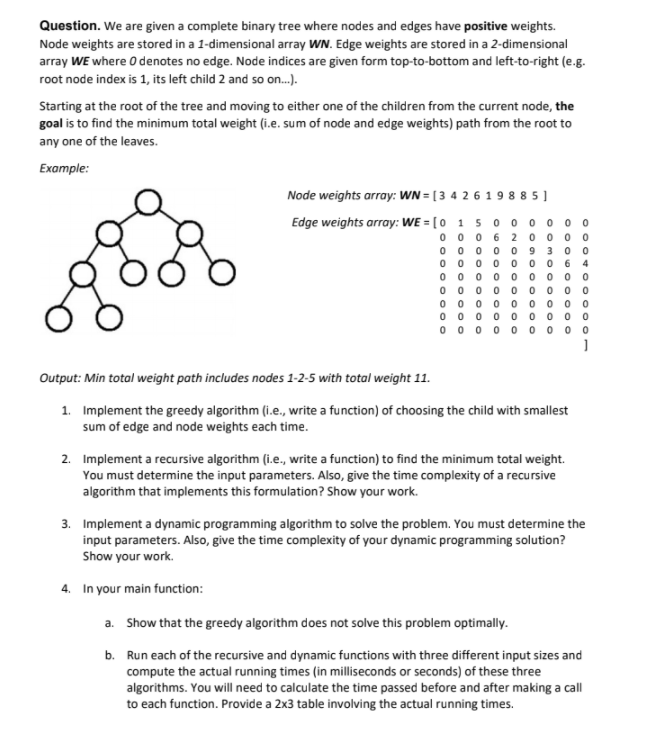 Question. We are given a complete binary tree where nodes and edges have positive weights.
Node weights are stored in a 1-dimensional array WN. Edge weights are stored in a 2-dimensional
array WE where 0 denotes no edge. Node indices are given form top-to-bottom and left-to-right (e.g.
root node index is 1, its left child 2 and so on...).
Starting at the root of the tree and moving to either one of the children from the current node, the
goal is to find the minimum total weight (i.e. sum of node and edge weights) path from the root to
any one of the leaves.
Example:
Node weights array: WN = [ 3 4 2 6 1 9 8 8 5 ]
Edge weights array: WE = [ 0 1 5 0 0 0 0 0 0
0 0 0 6 2 0 0 0 0
0 0 0 0 0 9 3 0 0
0 0 0 0 0 0 0 6 4
0 0 0 0 0 0 0 0 0
0 0 0 0 0 0 0 0 0
0 0 0 0 0 0 0 0 0
0 0 0 0 0 0 0 0 0
0 0 0 0 0 0 0 0 0
]
Output: Min total weight path includes nodes 1-2-5 with total weight 11.
1. Implement the greedy algorithm (i.e., write a function) of choosing the child with smallest
sum of edge and node weights each time.
2. Implement a recursive algorithm (i.e., write a function) to find the minimum total weight.
You must determine the input parameters. Also, give the time complexity of a recursive
algorithm that implements this formulation? Show your work.
3. Implement a dynamic programming algorithm to solve the problem. You must determine the
input parameters. Also, give the time complexity of your dynamic programming solution?
Show your work.
4. In your main function:
a. Show that the greedy algorithm does not solve this problem optimally.
b. Run each of the recursive and dynamic functions with three different input sizes and
compute the actual running times (in milliseconds or seconds) of these three
algorithms. You will need to calculate the time passed before and after making a call
to each function. Provide a 2x3 table involving the actual running times.